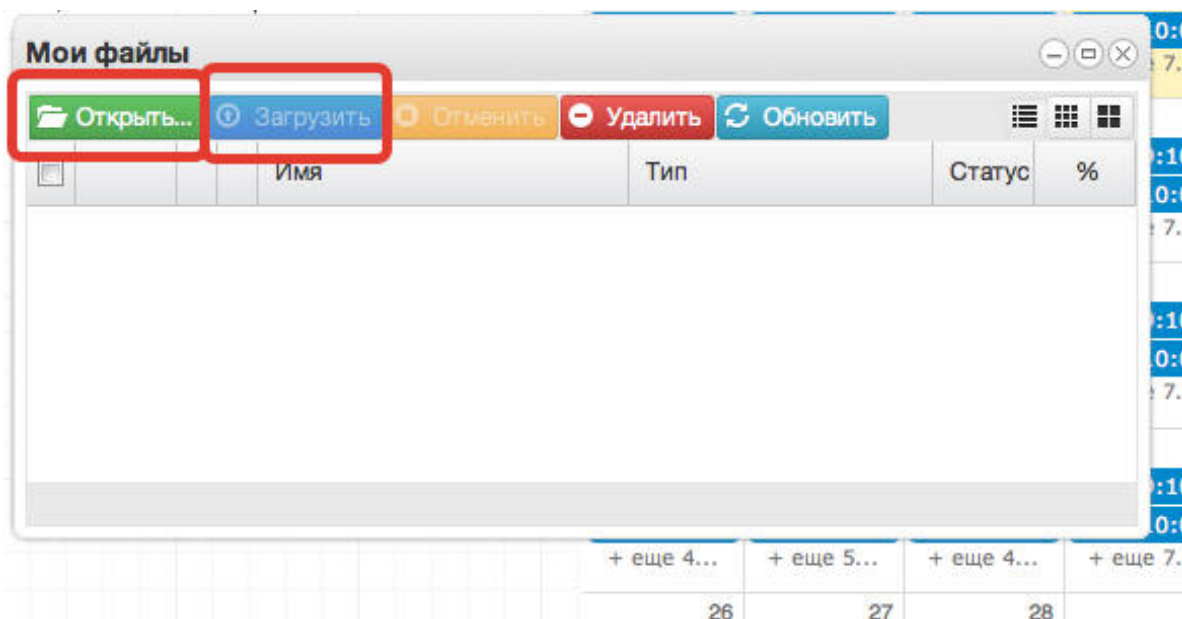 Мои файлы
Открыть... Загрузить Отменить Удалить Обновить
Имя Тип Статус %
+ еще 4... + еще 5... + еще 4... + еще 7.
26 27 28